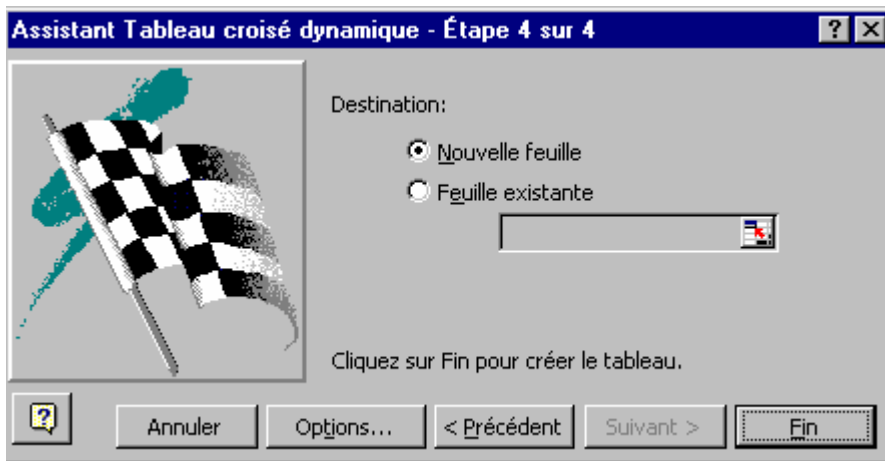 Assistant Tableau croisé dynamique - Étape 4 sur 4
Destination:
Nouvelle feuille
Feuille existante
Cliquez sur Fin pour créer le tableau.
Annuler Options... < Précédent Suivant > Fin